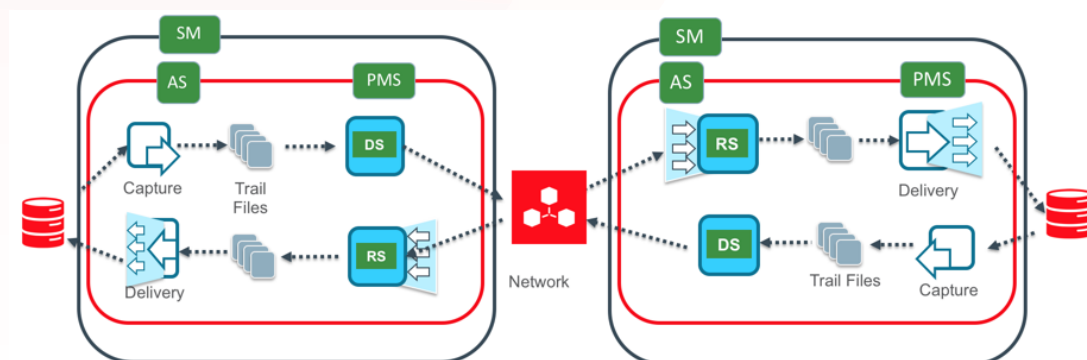 SM
AS
PMS
Capture
Trail
Files
DS
Delivery
RS
Network
SM
AS
PMS
RS
Delivery
DS
Trail Files
Capture